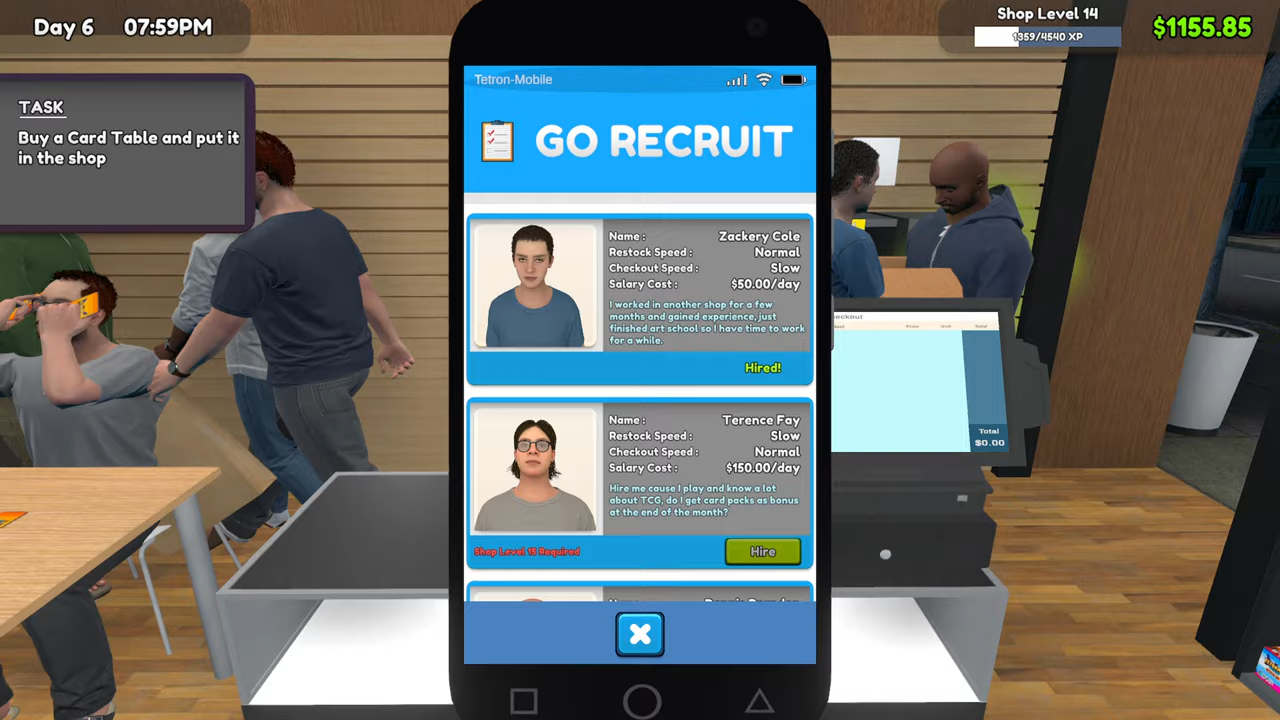 Day 6 07:59PM
Shop Level 14
1359/4540 XP
$1155.85
TASK
Buy a Card Table and put it
in the shop
Tetron-Mobile
GO RECRUIT
Name : Zackery Cole
Restock Speed : Normal
Checkout Speed : Slow
Salary Cost : $50.00/day
I worked in another shop for a few
months and gained experience, just
finished art school so I have time to work
for a while.
Hired!
Name : Terence Fay
Restock Speed : Slow
Checkout Speed : Normal
Salary Cost : $150.00/day
Hire me cause I play and know a lot
about TCG, do I get card packs as bonus
at the end of the month?
Shop Level 15 Required
Hire
Total
$0.00